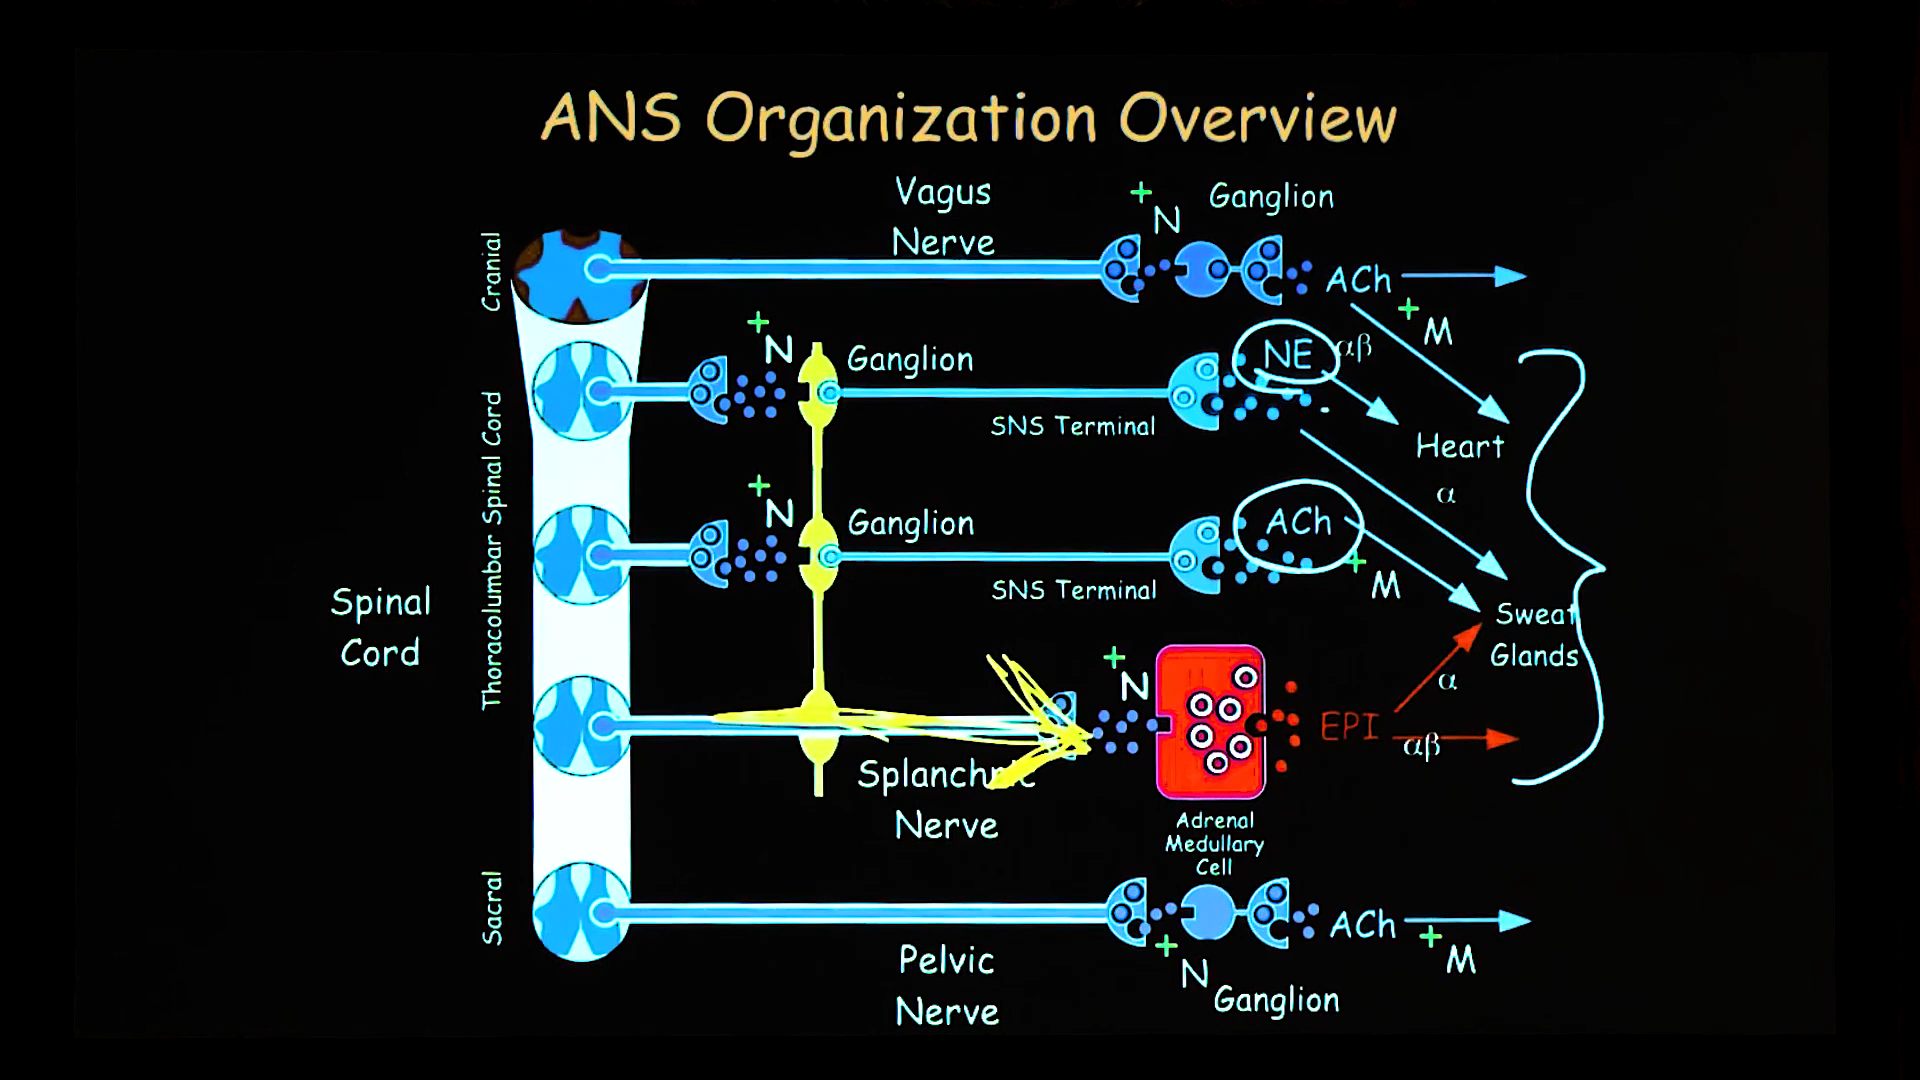 ANS Organization Overview
Vagus
Nerve
+
N
Ganglion
ACh
+
M
Cranial
+
N
Ganglion
SNS Terminal
NE
αβ
Heart
α
Thoracolumbar Spinal Cord
+
N
Ganglion
SNS Terminal
ACh
+
M
Sweat
Glands
Spinal
Cord
Splanchnic
Nerve
+
N
Adrenal
Medullary
Cell
EPI
α
αβ
Sacral
Pelvic
Nerve
+
N
Ganglion
ACh
+
M